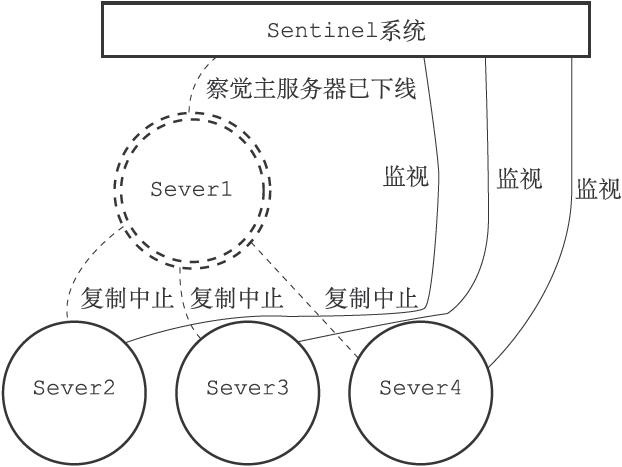 Sentinel系统
察觉主服务器已下线
Sever1
监视
监视
监视
复制中止
复制中止
复制中止
Sever2
Sever3
Sever4